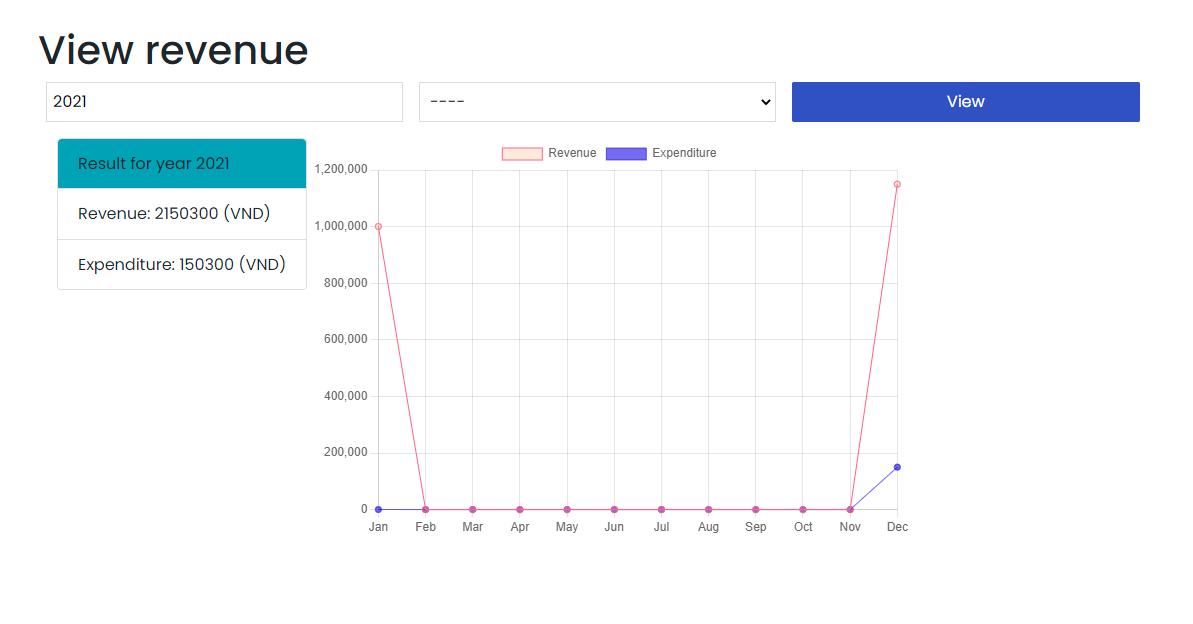 View revenue
2021
----
View
Result for year 2021
Revenue: 2150300 (VND)
Expenditure: 150300 (VND)
Revenue Expenditure
1,200,000
1,000,000
800,000
600,000
400,000
200,000
0
Jan Feb Mar Apr May Jun Jul Aug Sep Oct Nov Dec